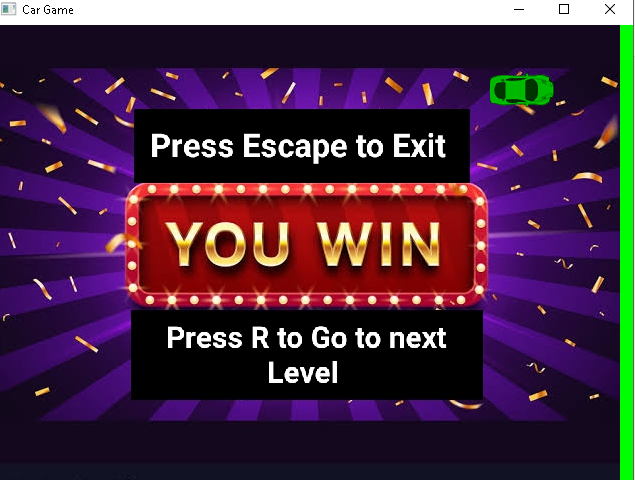 Car Game
Press Escape to Exit
YOU WIN
Press R to Go to next
Level